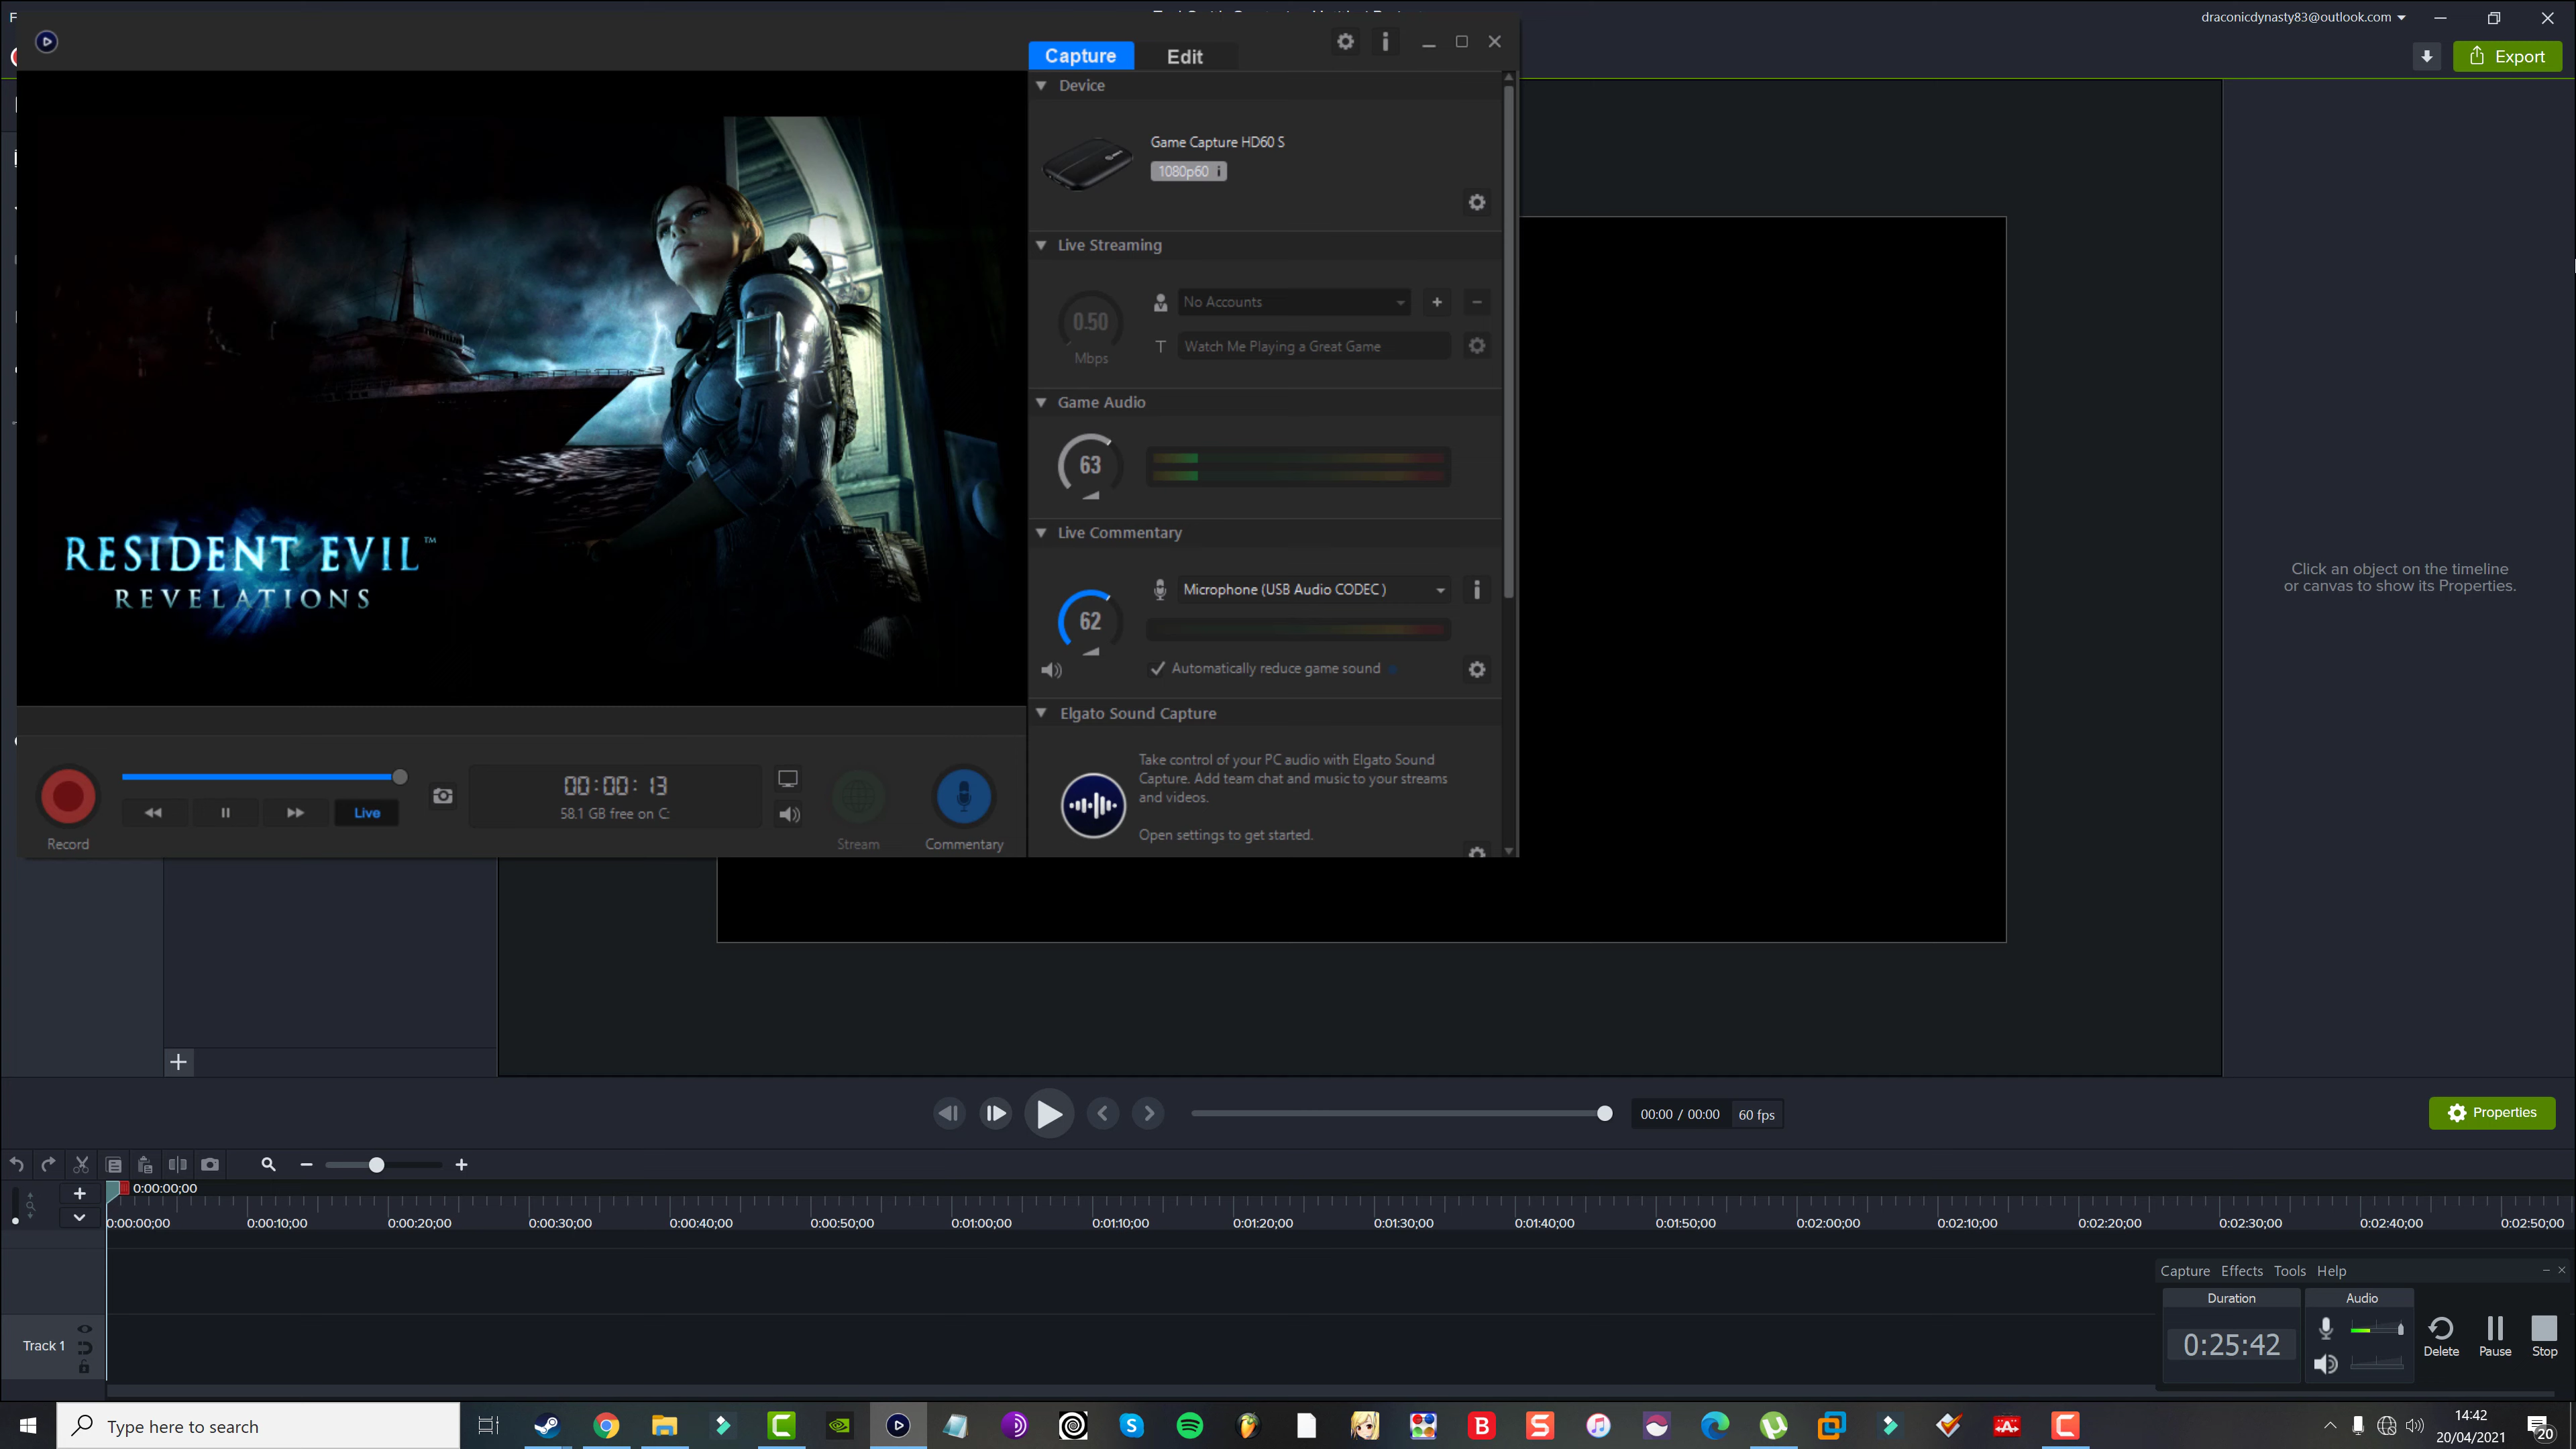 draconicdynasty83@outlook.com
Export
Capture
Edit
Device
Game Capture HD60 S
1080p60 i
Live Streaming
No Accounts
0.50
Mbps
T
Watch Me Playing a Great Game
Game Audio
63
RESIDENT EVIL™
REVELATIONS
Live Commentary
Microphone (USB Audio CODEC )
62
Automatically reduce game sound
Click an object on the timeline
or canvas to show its Properties.
Elgato Sound Capture
Take control of your PC audio with Elgato Sound
Capture. Add team chat and music to your streams
and videos.
Open settings to get started.
Live
00:00:13
58.1 GB free on C:
Record
Stream
Commentary
00:00 / 00:00
60 fps
Properties
0:00:00;00
0:00:00;00 0:00:10;00 0:00:20;00 0:00:30;00 0:00:40;00 0:00:50;00 0:01:00;00 0:01:10;00 0:01:20;00 0:01:30;00 0:01:40;00 0:01:50;00 0:02:00;00 0:02:10;00 0:02:20;00 0:02:30;00 0:02:40;00 0:02:50;00
Track 1
Capture Effects Tools Help
Duration
Audio
0:25:42
Delete
Pause
Stop
Type here to search
14:42
20/04/2021
20